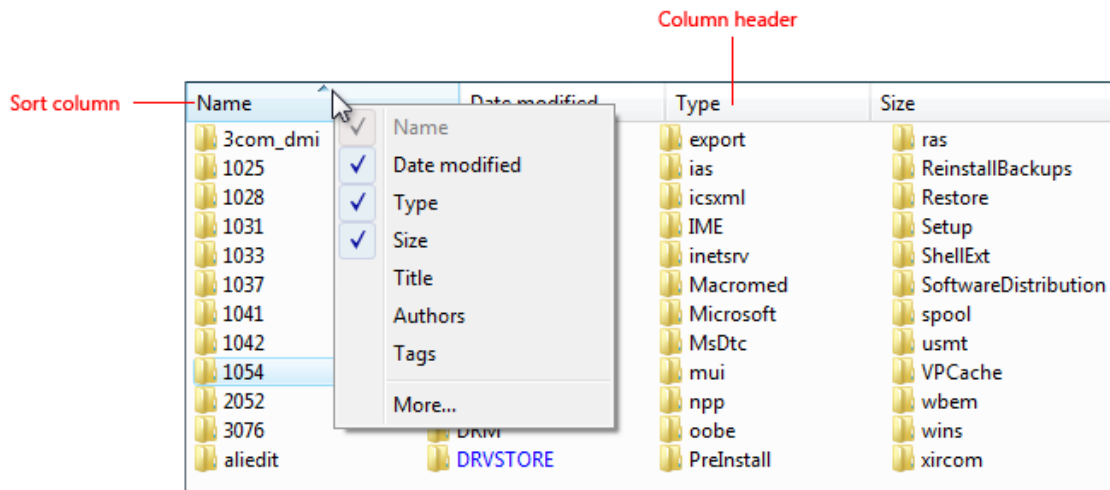 Column header
Sort column
Name Date modified Type Size
3com_dmi
1025
1028
1031
1033
1037
1041
1042
1054
2052
3076
aliedit
Name
Date modified
Type
Size
Title
Authors
Tags
More...
DRM
DRVSTORE
export
ias
icsxml
IME
inetsrv
Macromed
Microsoft
MsDtc
mui
npp
oobe
PreInstall
ras
ReinstallBackups
Restore
Setup
ShellExt
SoftwareDistribution
spool
usmt
VPCache
wbem
wins
xircom